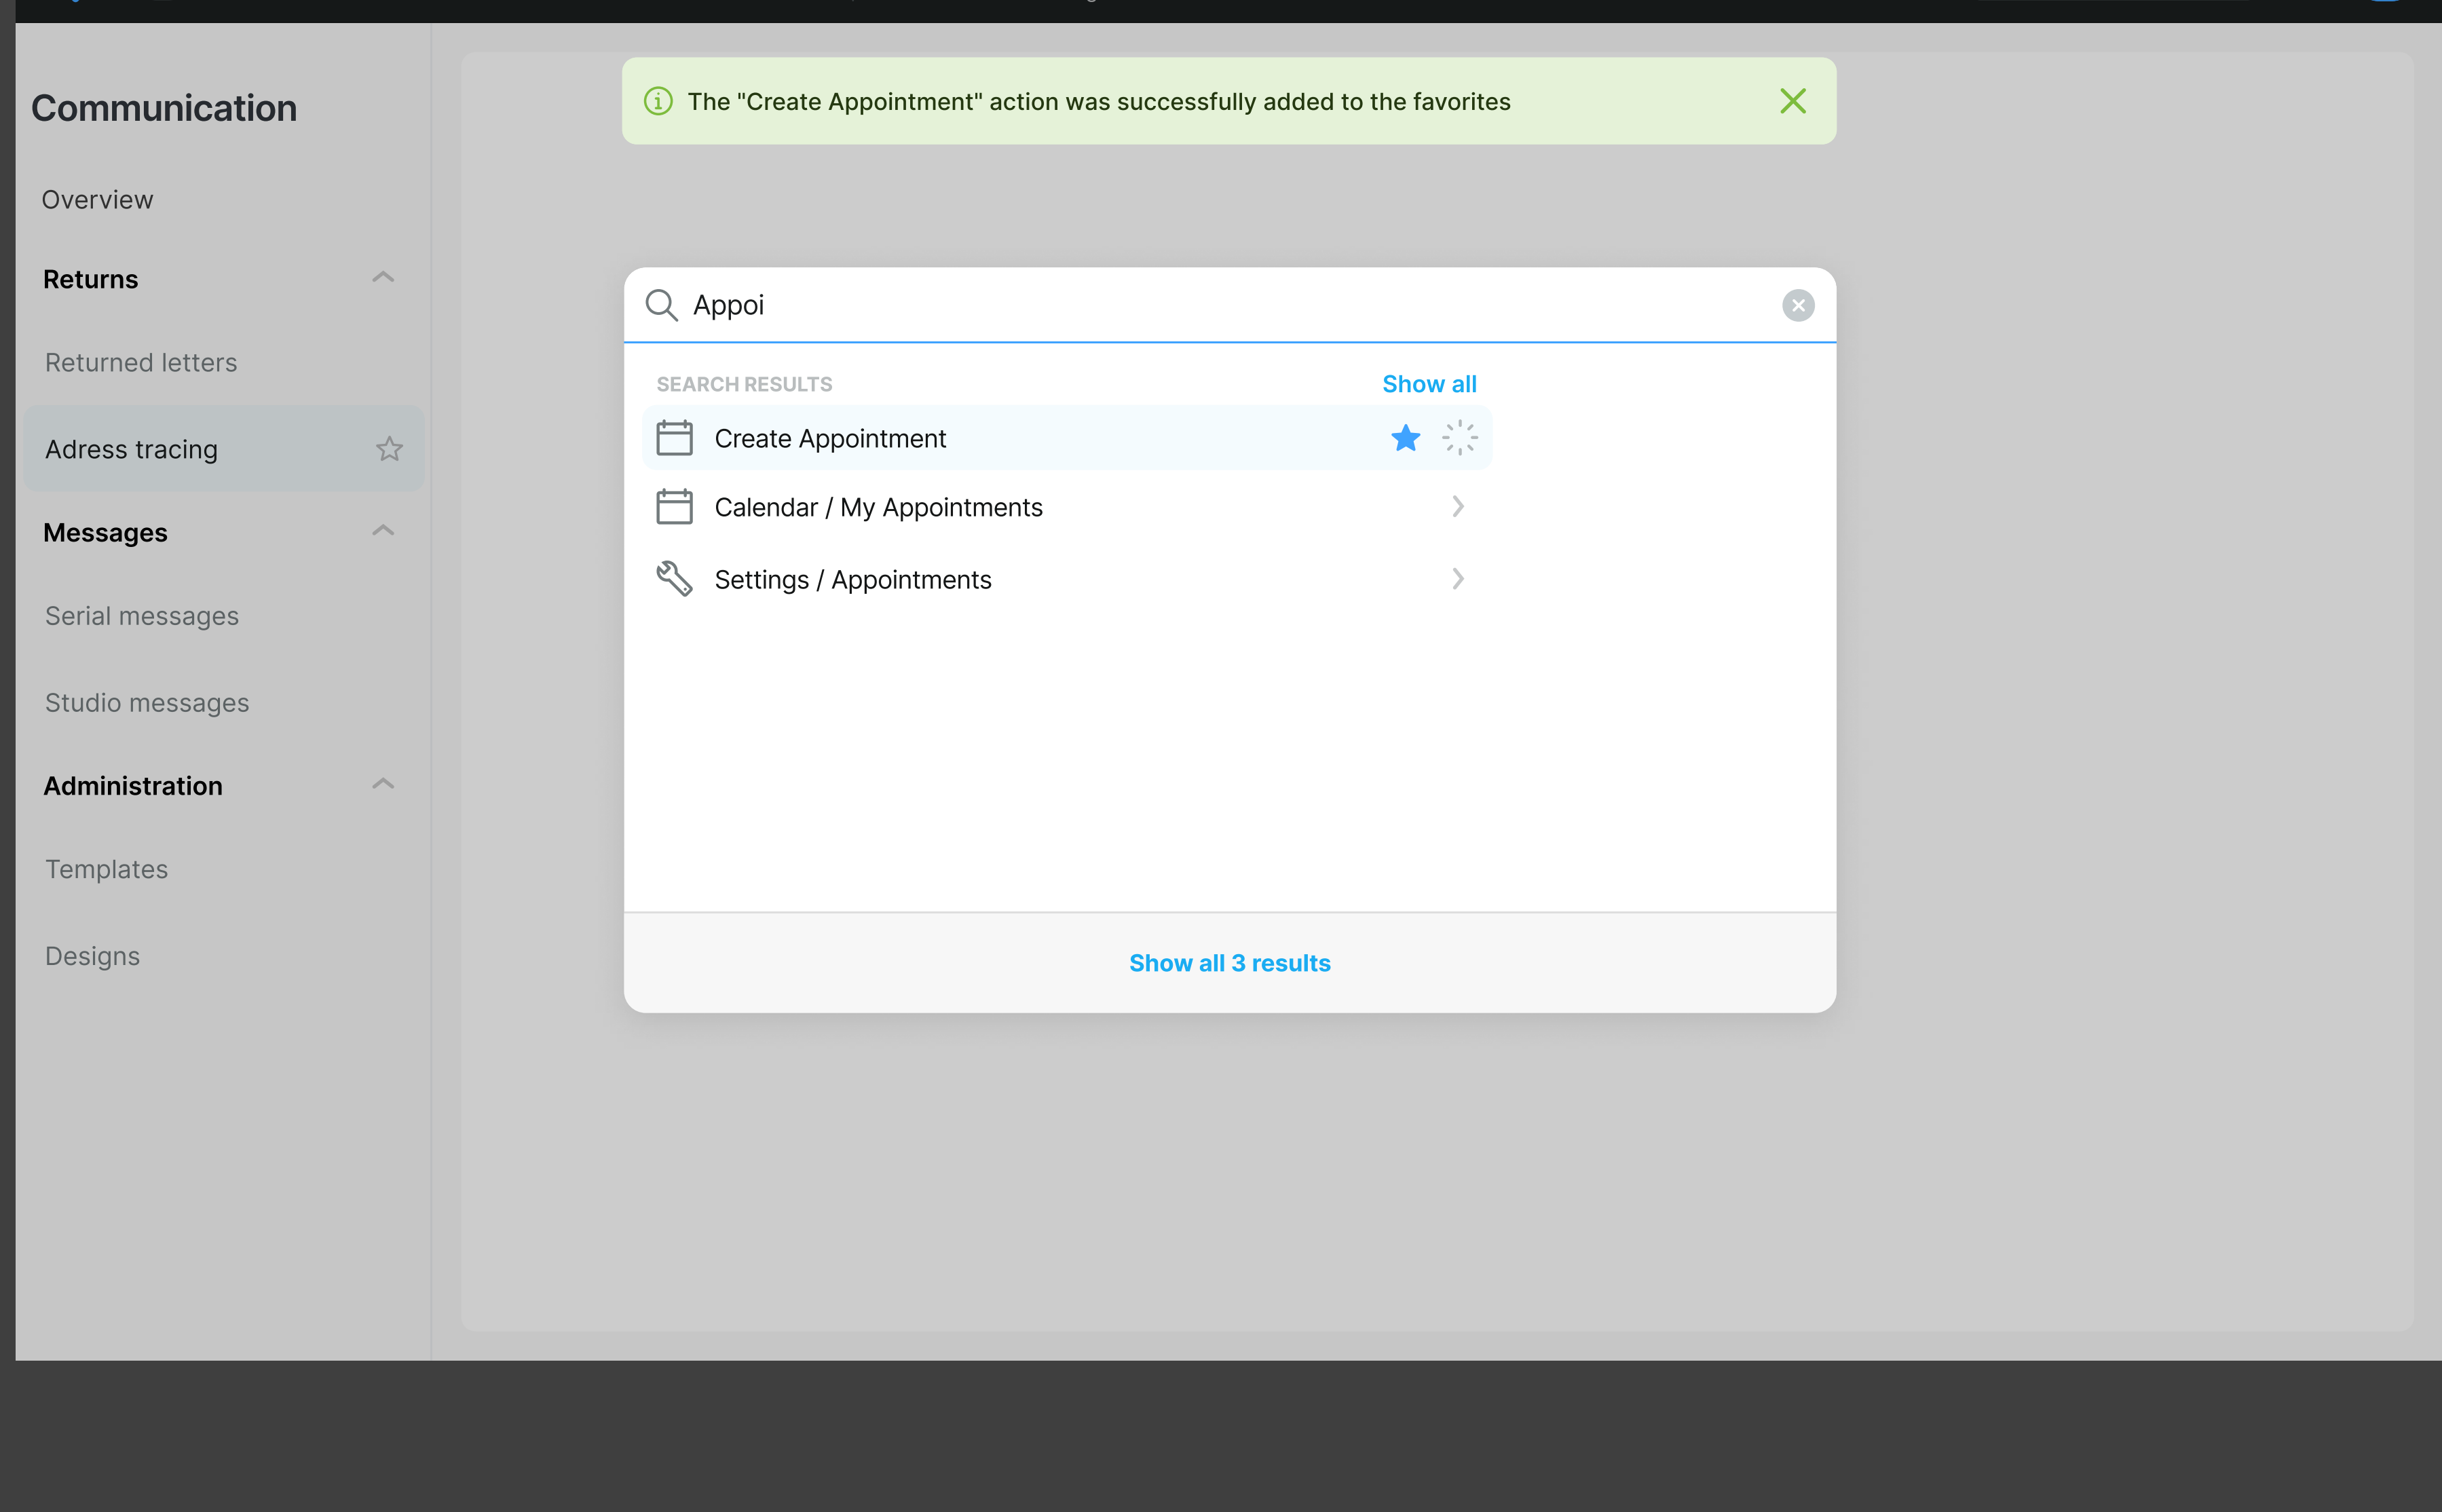 Communication
Overview
Returns
Returned letters
Adress tracing
Messages
Serial messages
Studio messages
Administration
Templates
Designs
The "Create Appointment" action was successfully added to the favorites
Appoi
SEARCH RESULTS Show all
Create Appointment
Calendar / My Appointments
Settings / Appointments
Show all 3 results